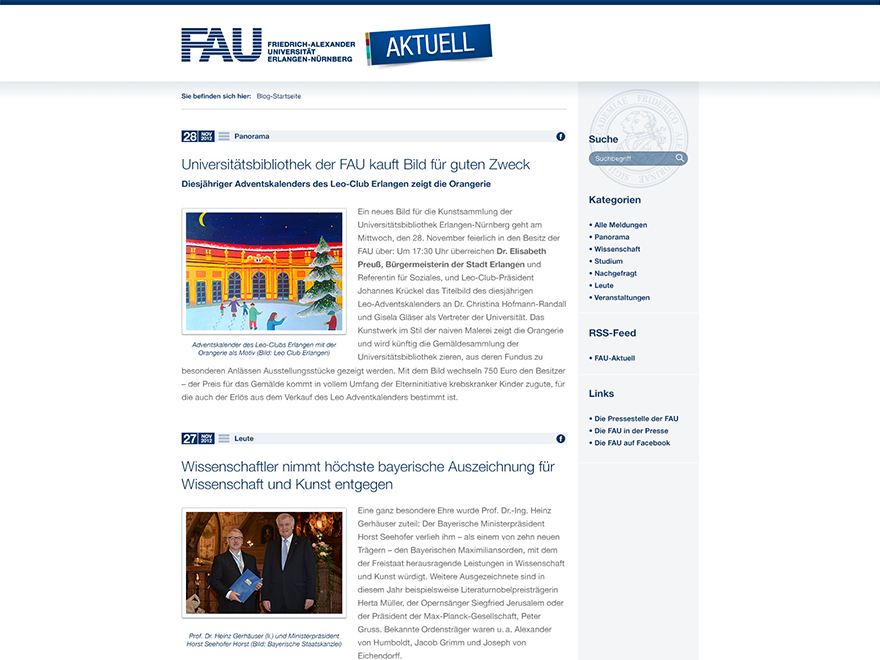 FAU FRIEDRICH-ALEXANDER
UNIVERSITÄT
ERLANGEN-NÜRNBERG
AKTUELL
Sie befinden sich hier: Blog-Startseite
28 NOV 2012 Panorama
Universitätsbibliothek der FAU kauft Bild für guten Zweck
Diesjähriger Adventskalenders des Leo-Club Erlangen zeigt die Orangerie
Adventskalender des Leo-Clubs Erlangen mit der
Orangerie als Motiv (Bild: Leo Club Erlangen)
Ein neues Bild für die Kunstsammlung der
Universitätsbibliothek Erlangen-Nürnberg geht am
Mittwoch, den 28. November feierlich in den Besitz der
FAU über: Um 17:30 Uhr überreichen Dr. Elisabeth
Preuß, Bürgermeisterin der Stadt Erlangen und
Referentin für Soziales, und Leo-Club-Präsident
Johannes Krückel das Titelbild des diesjährigen
Leo-Adventskalenders an Dr. Christina Hofmann-Randall
und Gisela Gläser als Vertreter der Universität. Das
Kunstwerk im Stil der naiven Malerei zeigt die Orangerie
und wird künftig die Gemäldesammlung der
Universitätsbibliothek zieren, aus deren Fundus zu
besonderen Anlässen Ausstellungsstücke gezeigt werden. Mit dem Bild wechseln 750 Euro den Besitzer
– der Preis für das Gemälde kommt in vollem Umfang der Elterninitiative krebskranker Kinder zugute, für
die auch der Erlös aus dem Verkauf des Leo Adventkalenders bestimmt ist.
27 NOV 2012 Leute
Wissenschaftler nimmt höchste bayerische Auszeichnung für
Wissenschaft und Kunst entgegen
Prof. Dr. Heinz Gerhäuser (li.) und Ministerpräsident
Horst Seehofer Horst (Bild: Bayerische Staatskanzlei)
Eine ganz besondere Ehre wurde Prof. Dr.-Ing. Heinz
Gerhäuser zuteil: Der Bayerische Ministerpräsident
Horst Seehofer verlieh ihm – als einem von zehn neuen
Trägern – den Bayerischen Maximiliansorden, mit dem
der Freistaat herausragende Leistungen in Wissenschaft
und Kunst würdigt. Weitere Ausgezeichnete sind in
diesem Jahr beispielsweise Literaturnobelpreisträgerin
Herta Müller, der Opernsänger Siegfried Jerusalem oder
der Präsident der Max-Planck-Gesellschaft, Peter
Gruss. Bekannte Ordensträger waren u. a. Alexander
von Humboldt, Jacob Grimm und Joseph von
Eichendorff.
Suche
Suchbegriff
Kategorien
• Alle Meldungen
• Panorama
• Wissenschaft
• Studium
• Nachgefragt
• Leute
• Veranstaltungen
RSS-Feed
• FAU-Aktuell
Links
• Die Pressestelle der FAU
• Die FAU in der Presse
• Die FAU auf Facebook